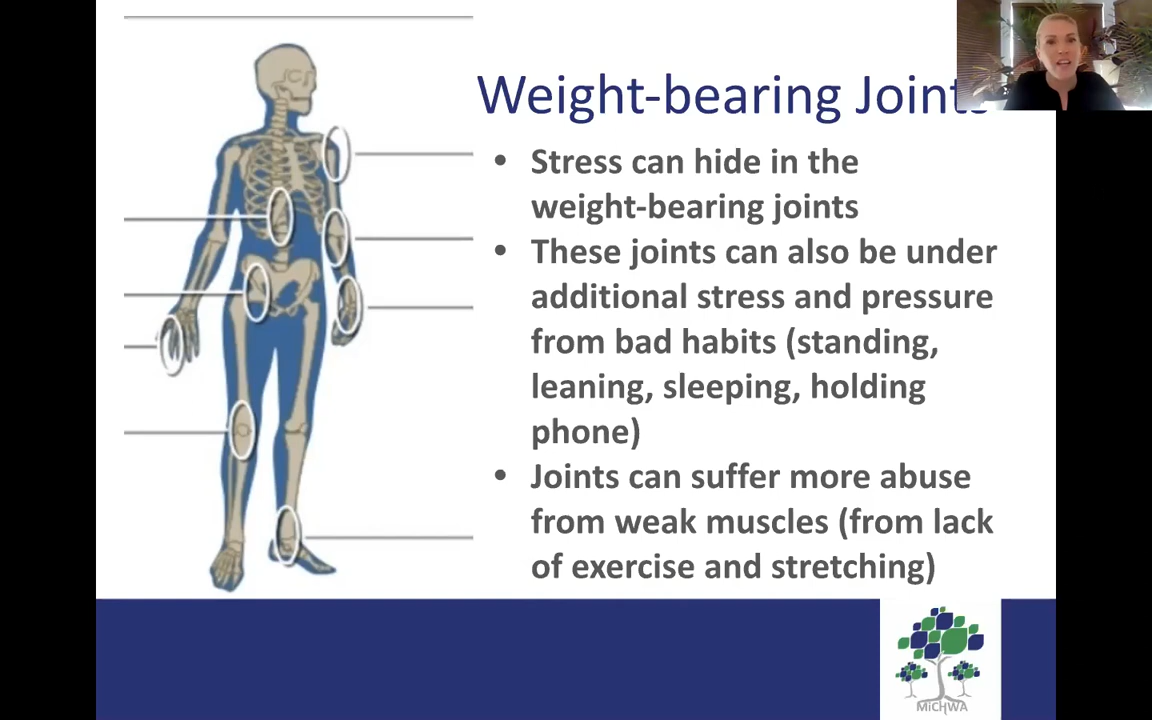 Weight-bearing Joints
• Stress can hide in the
weight-bearing joints
• These joints can also be under
additional stress and pressure
from bad habits (standing,
leaning, sleeping, holding
phone)
• Joints can suffer more abuse
from weak muscles (from lack
of exercise and stretching)
MiCHWA